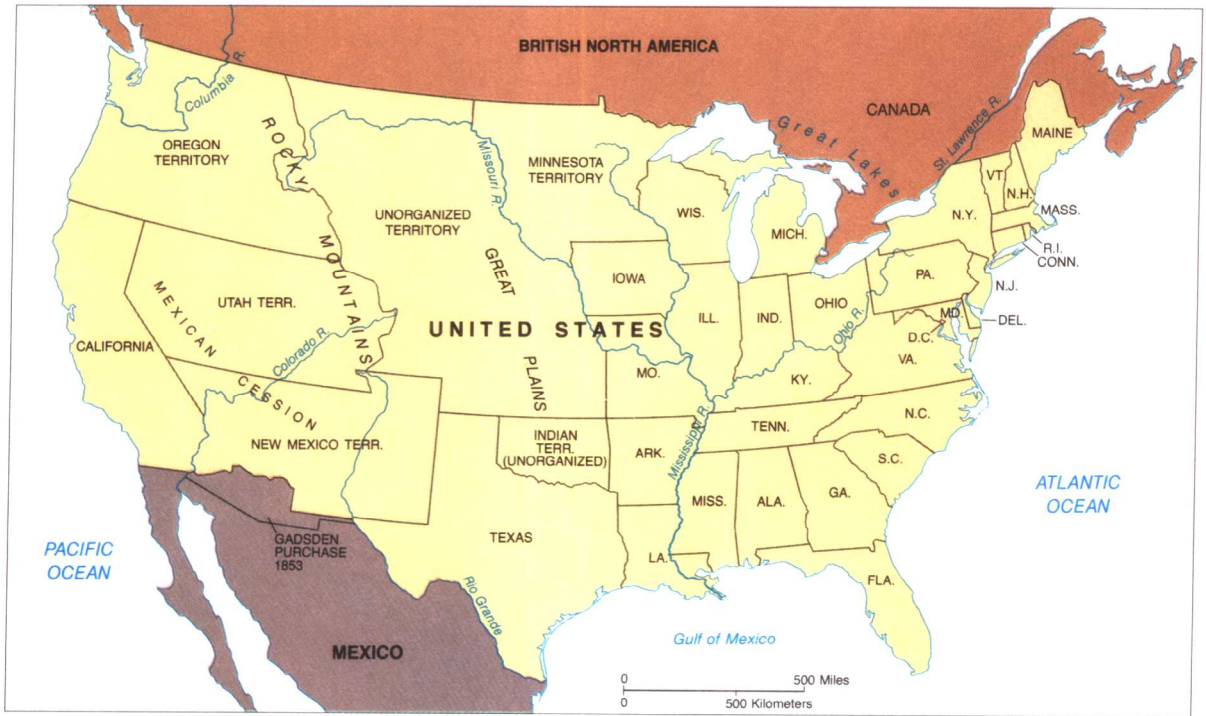 BRITISH NORTH AMERICA
CANADA
Columbia R.
ROCKY MOUNTAINS
OREGON
TERRITORY
Missouri R.
MINNESOTA
TERRITORY
Great Lakes
St. Lawrence R.
MAINE
VT.
N.H.
MASS.
N.Y.
R.I.
CONN.
WIS.
MICH.
UNORGANIZED
TERRITORY
GREAT PLAINS
IOWA
PA.
N.J.
UTAH TERR.
MEXICAN CESSION
ILL.
IND.
OHIO
Ohio R.
MD.
DEL.
D.C.
UNITED STATES
CALIFORNIA
Colorado R.
VA.
MO.
KY.
N.C.
NEW MEXICO TERR.
INDIAN
TERR.
(UNORGANIZED)
ARK.
Mississippi R.
TENN.
S.C.
MISS.
ALA.
GA.
ATLANTIC
OCEAN
PACIFIC
OCEAN
GADSDEN
PURCHASE
1853
TEXAS
LA.
FLA.
Rio Grande
MEXICO
Gulf of Mexico
0 500 Miles
0 500 Kilometers